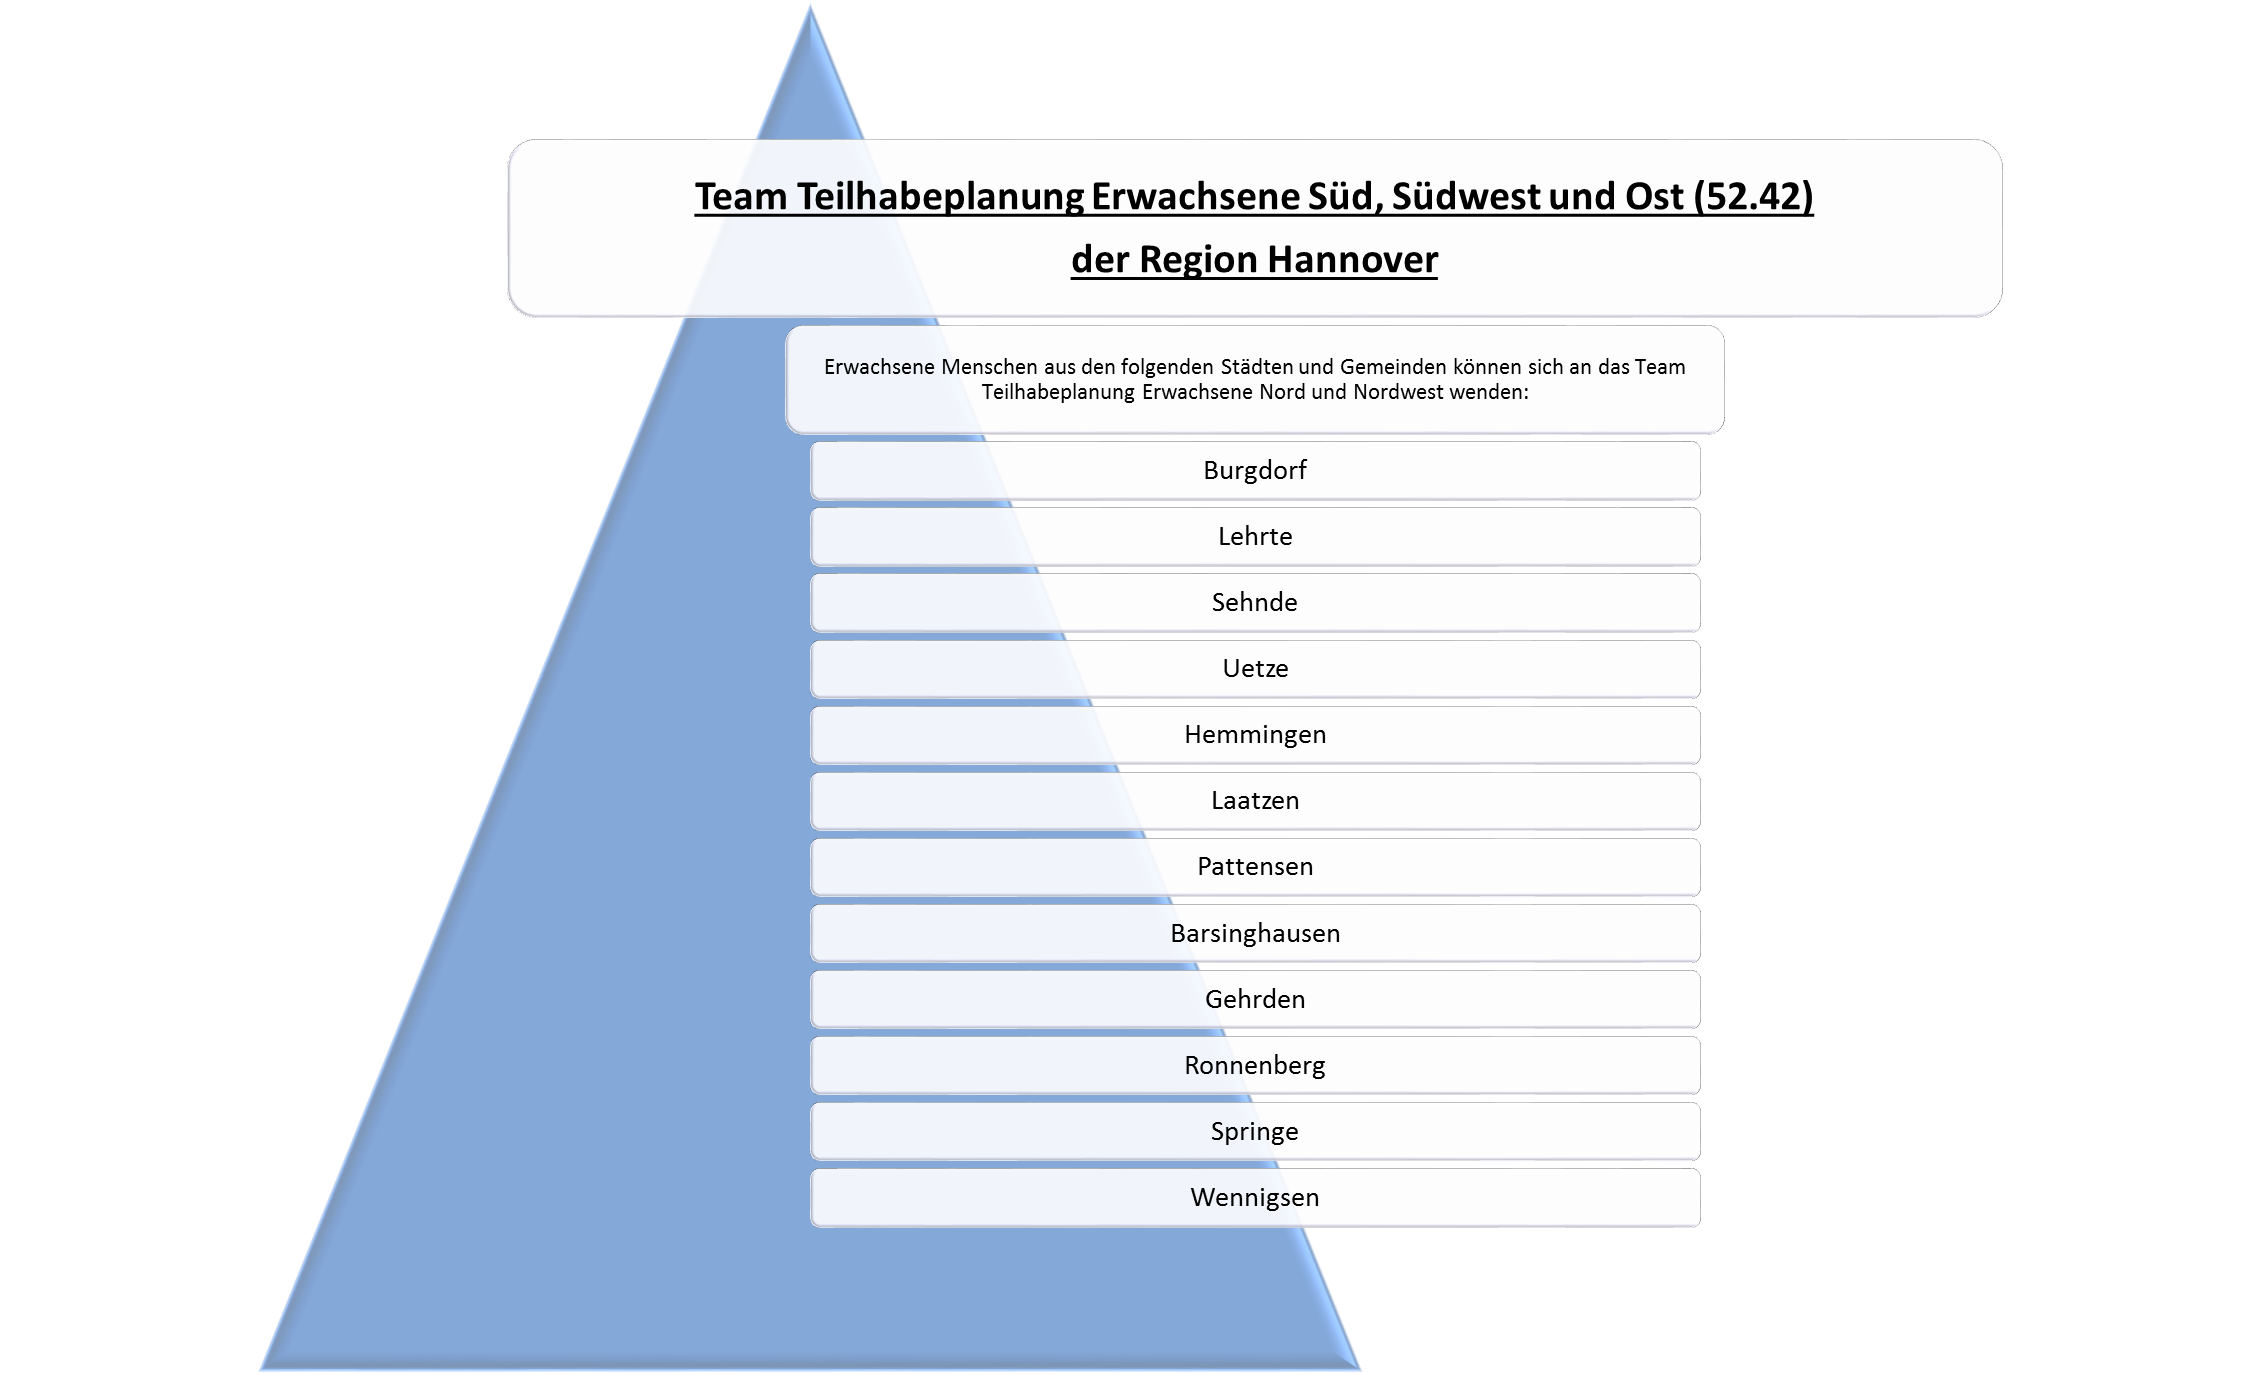 Team Teilhabeplanung Erwachsene Süd, Südwest und Ost (52.42)
der Region Hannover
Erwachsene Menschen aus den folgenden Städten und Gemeinden können sich an das Team
Teilhabeplanung Erwachsene Nord und Nordwest wenden:
Burgdorf
Lehrte
Sehnde
Uetze
Hemmingen
Laatzen
Pattensen
Barsinghausen
Gehrden
Ronnenberg
Springe
Wennigsen